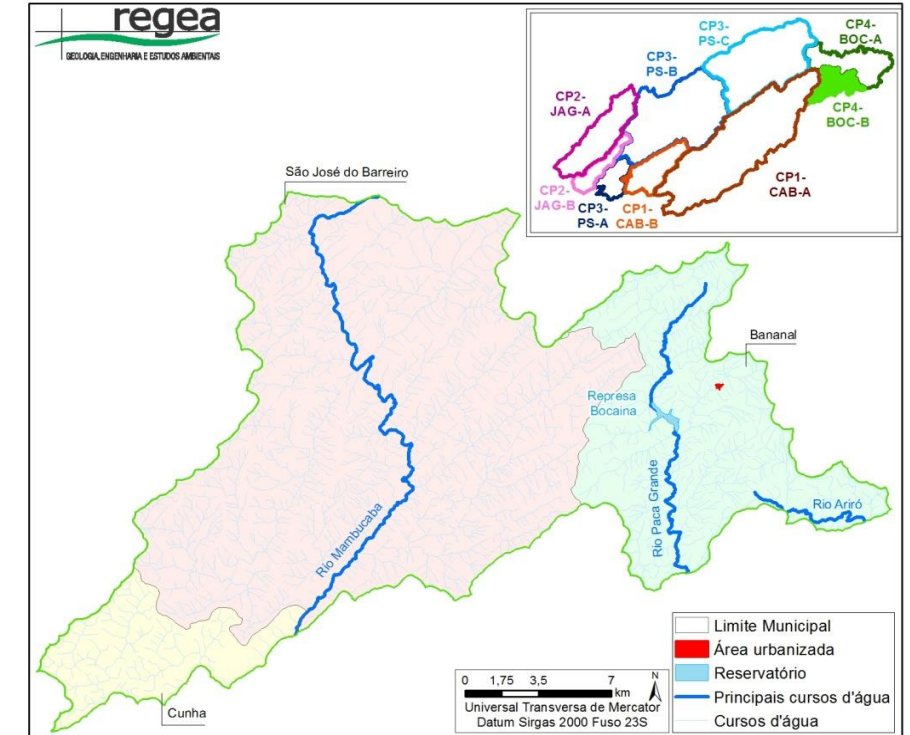 regea
GEOLOGIA, ENGENHARIA E ESTUDOS AMBIENTAIS
CP3-
PS-C
CP4-
BOC-A
CP3-
PS-B
CP2-
JAG-A
CP4-
BOC-B
CP2-
JAG-B
CP3-
PS-A
CP1-
CAB-B
CP1-
CAB-A
São José do Barreiro
Bananal
Represa
Bocaina
Rio Mambucaba
Rio Paca Grande
Rio Ariró
Cunha
0 1,75 3,5 7
km
N
Universal Transversa de Mercator
Datum Sirgas 2000 Fuso 23S
Limite Municipal
Área urbanizada
Reservatório
Principais cursos d'água
Cursos d'água